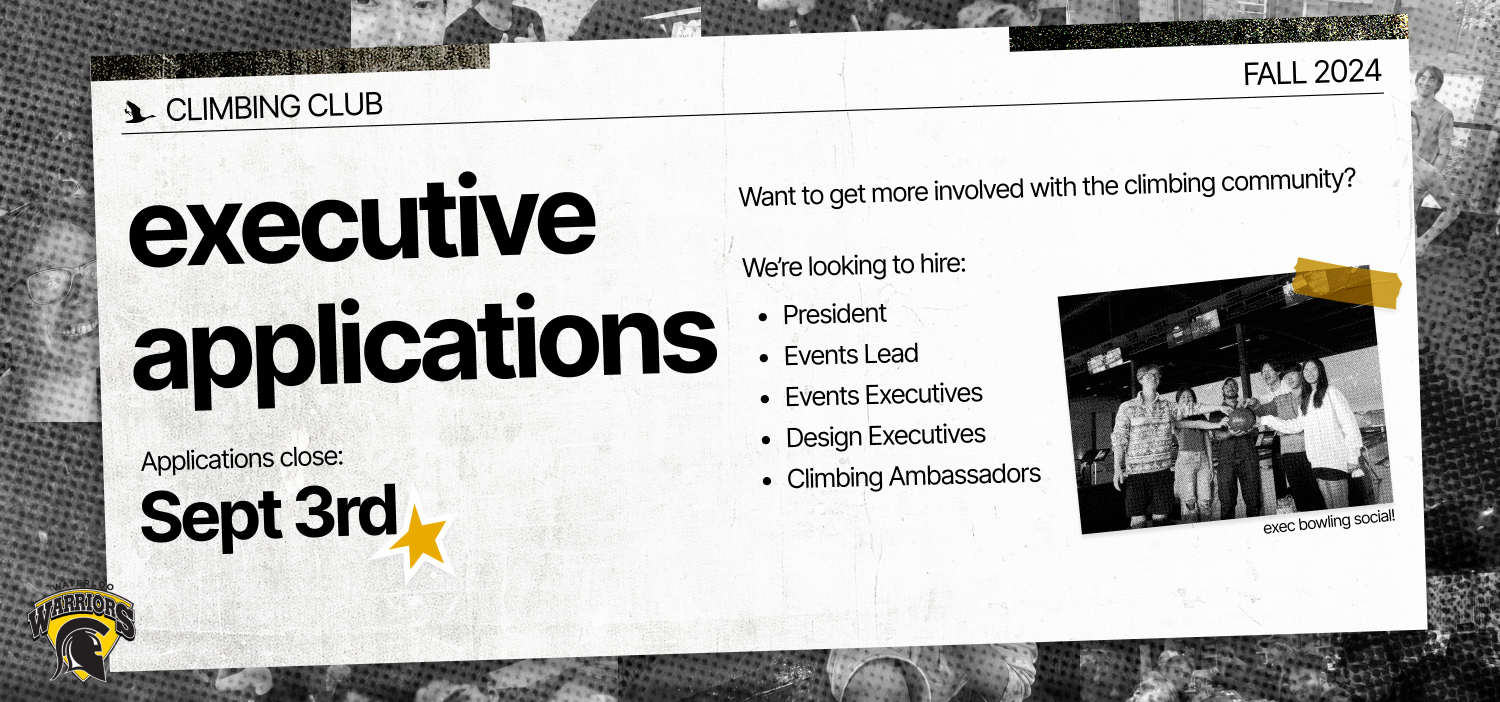 CLIMBING CLUB
FALL 2024
executive
applications
Applications close:
Sept 3rd
Want to get more involved with the climbing community?
We're looking to hire:
• President
• Events Lead
• Events Executives
• Design Executives
• Climbing Ambassadors
exec bowling social!
WATERLOO
WARRIORS